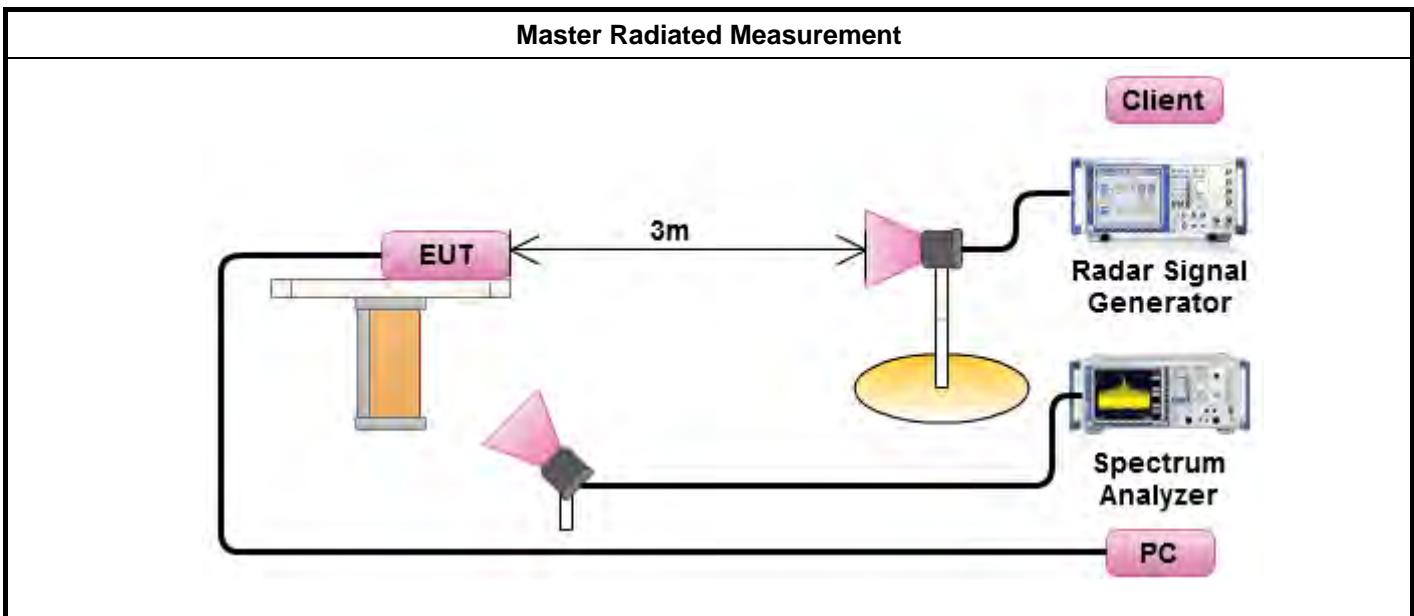 Master Radiated Measurement
Client
EUT
3m
Radar Signal
Generator
Spectrum
Analyzer
PC